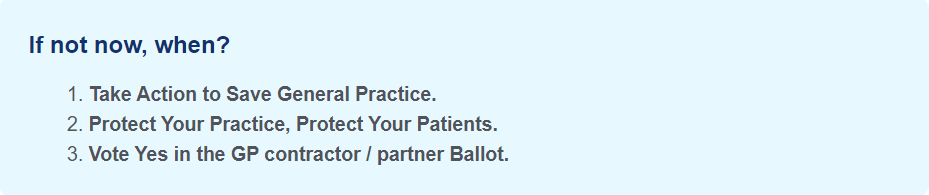 If not now, when?
1. Take Action to Save General Practice.
2. Protect Your Practice, Protect Your Patients.
3. Vote Yes in the GP contractor / partner Ballot.